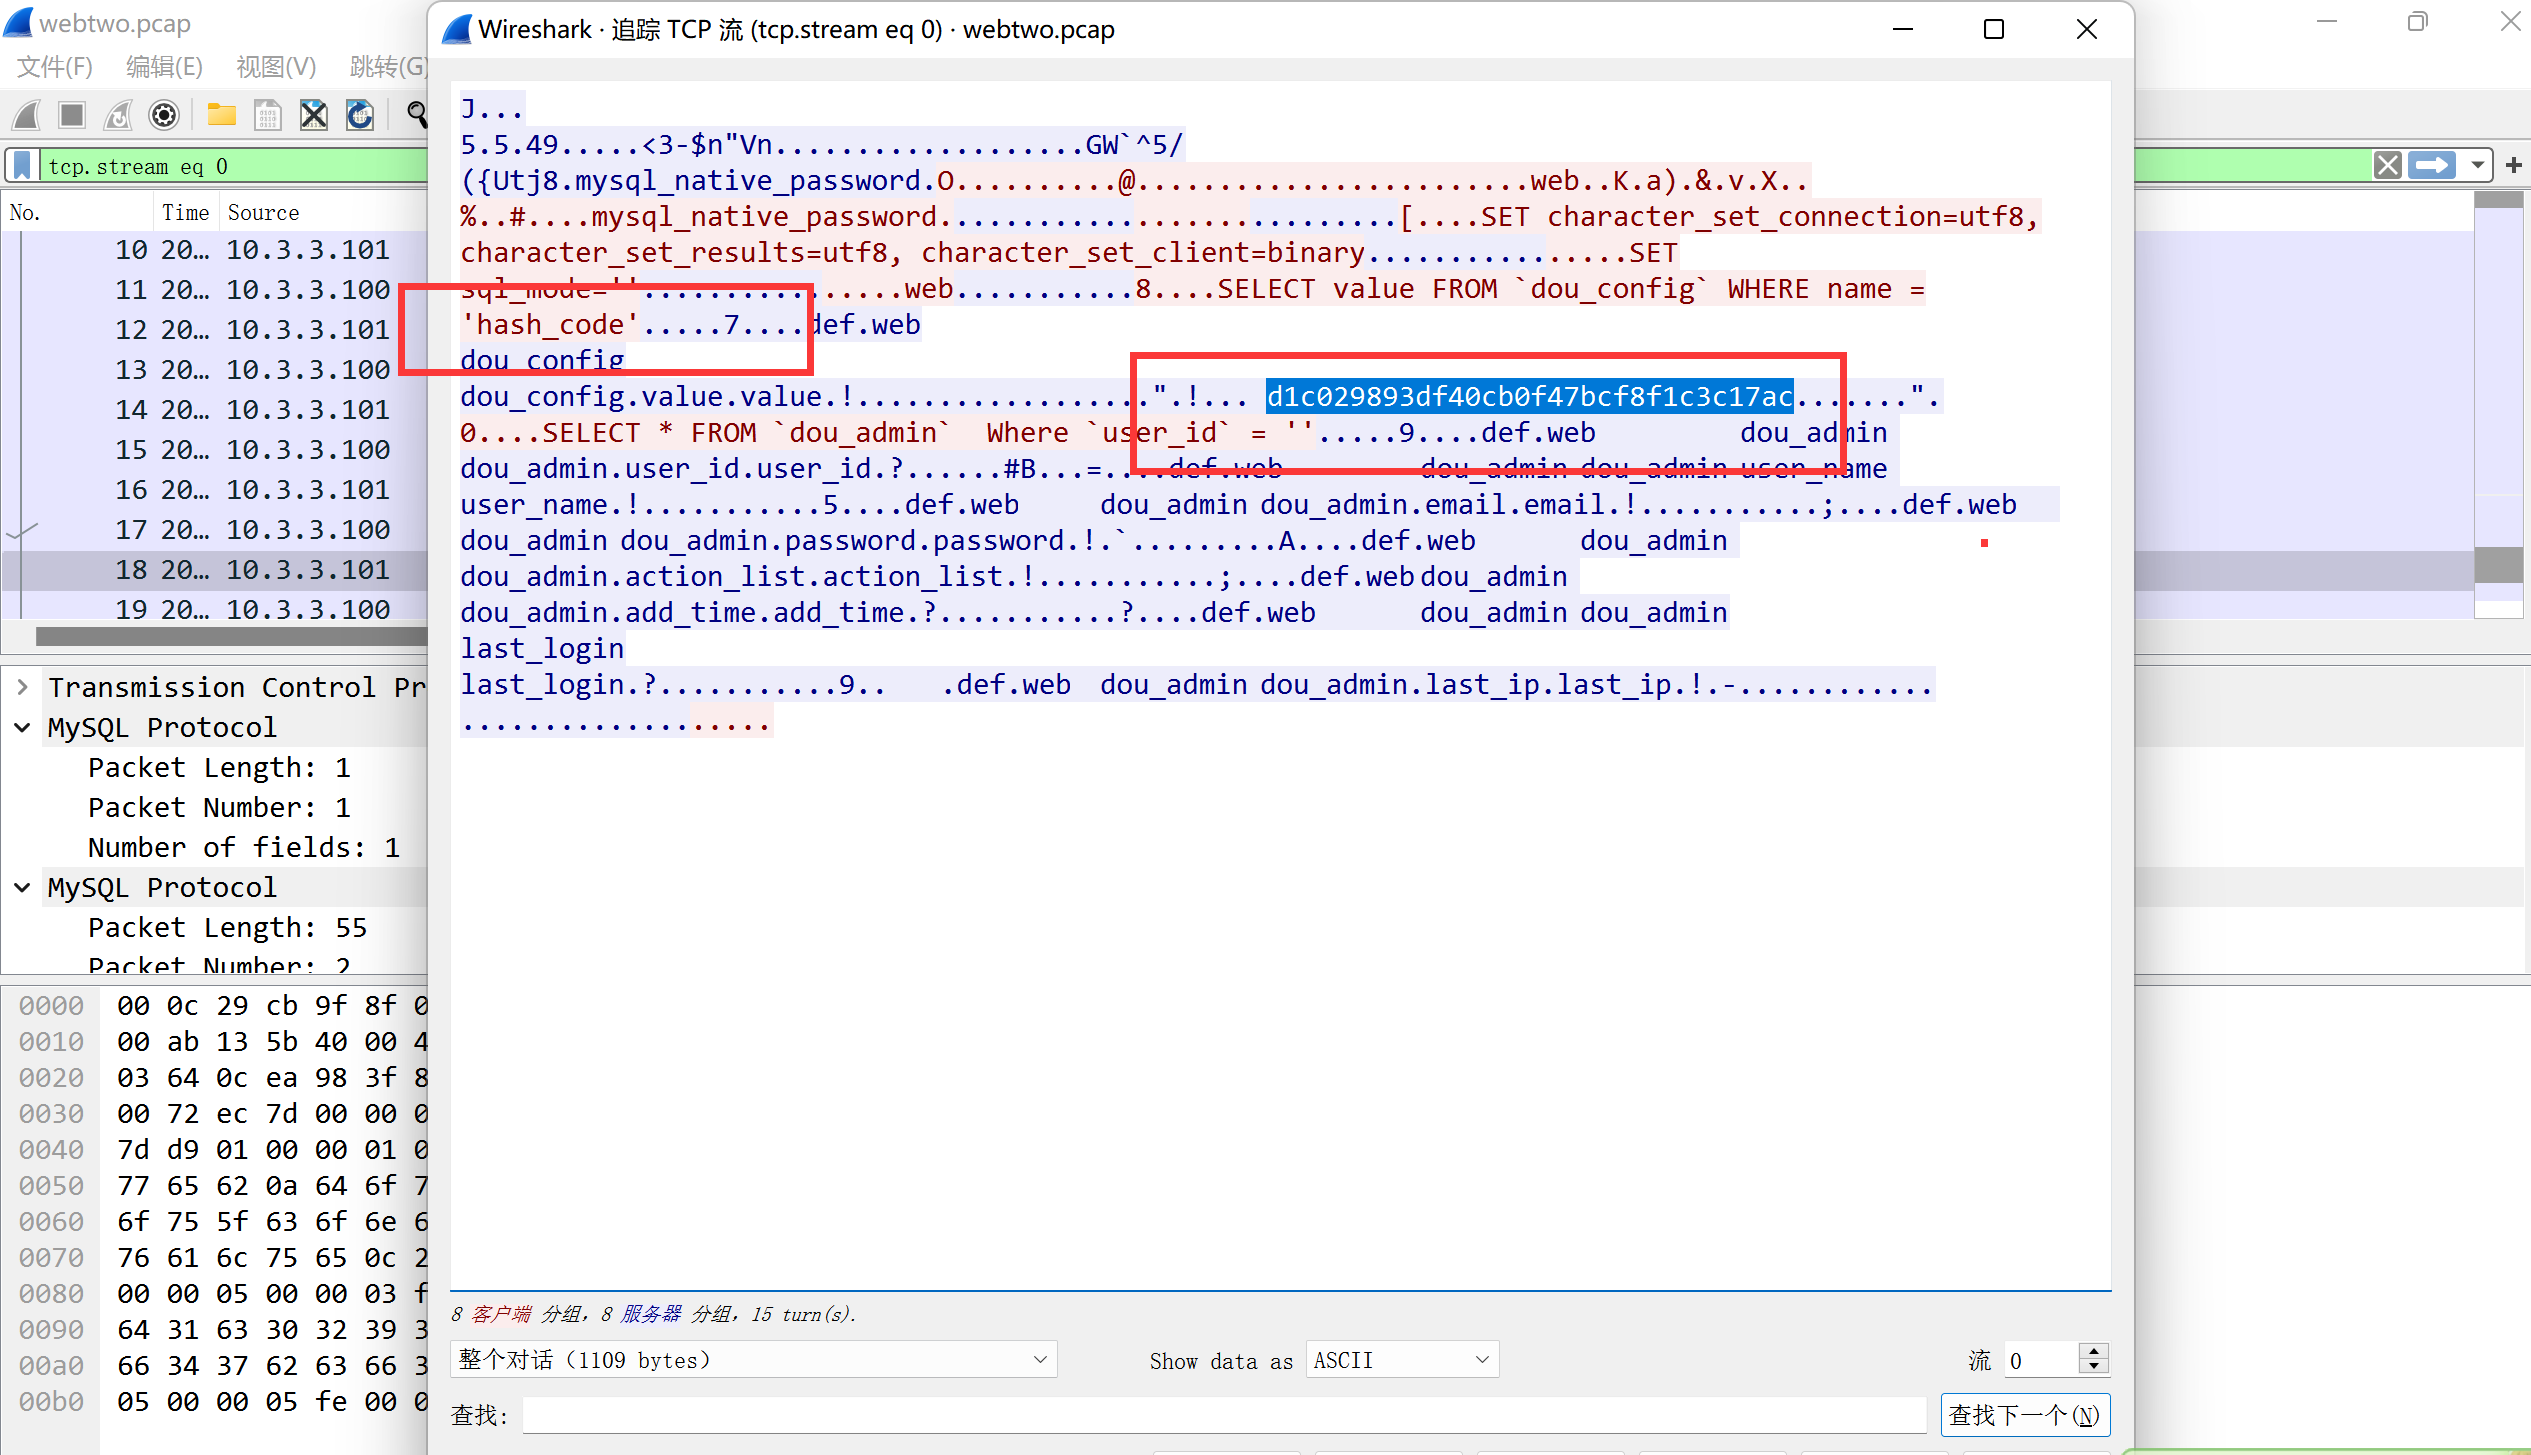 webtwo.pcap
文件(F) 编辑(E) 视图(V) 跳转(G)
tcp.stream eq 0
No. Time Source
10 20… 10.3.3.101
11 20… 10.3.3.100
12 20… 10.3.3.101
13 20… 10.3.3.100
14 20… 10.3.3.101
15 20… 10.3.3.100
16 20… 10.3.3.101
17 20… 10.3.3.100
18 20… 10.3.3.101
19 20… 10.3.3.100
Transmission Control Pr
MySQL Protocol
Packet Length: 1
Packet Number: 1
Number of fields: 1
MySQL Protocol
Packet Length: 55
Packet Number: 2
0000 00 0c 29 cb 9f 8f 0
0010 00 ab 13 5b 40 00 4
0020 03 64 0c ea 98 3f 8
0030 00 72 ec 7d 00 00 0
0040 7d d9 01 00 00 01 0
0050 77 65 62 0a 64 6f 7
0060 6f 75 5f 63 6f 6e 6
0070 76 61 6c 75 65 0c 2
0080 00 00 05 00 00 03 f
0090 64 31 63 30 32 39 3
00a0 66 34 37 62 63 66 3
00b0 05 00 00 05 fe 00 0
Wireshark · 追踪 TCP 流 (tcp.stream eq 0) · webtwo.pcap
J...
5.5.49.....<3-$n"Vn...................GW`^5/
({Utj8.mysql_native_password.O..........@........................web..K.a).&.v.X..
%..#....mysql_native_password............................[....SET character_set_connection=utf8,
character_set_results=utf8, character_set_client=binary................SET
sql_mode=''................web...........8....SELECT value FROM `dou_config` WHERE name =
'hash_code'.....7....def.web
dou_config
dou_config.value.value.!..................".!... d1c029893df40cb0f47bcf8f1c3c17ac.......".
0....SELECT * FROM `dou_admin`  Where `user_id` = ''.....9....def.web dou_admin
dou_admin.user_id.user_id.?......#B...=....def.web dou_admin dou_admin user_name
user_name.!...........5....def.web dou_admin dou_admin.email.email.!...........;....def.web
dou_admin dou_admin.password.password.!.`.........A....def.web dou_admin
dou_admin.action_list.action_list.!...........;....def.web dou_admin
dou_admin.add_time.add_time.?...........?....def.web dou_admin dou_admin
last_login
last_login.?...........9.. .def.web dou_admin dou_admin.last_ip.last_ip.!.-............
...................
8 客户端 分组, 8 服务器 分组, 15 turn(s).
整个对话 (1109 bytes) Show data as ASCII 流 0
查找: 查找下一个(N)